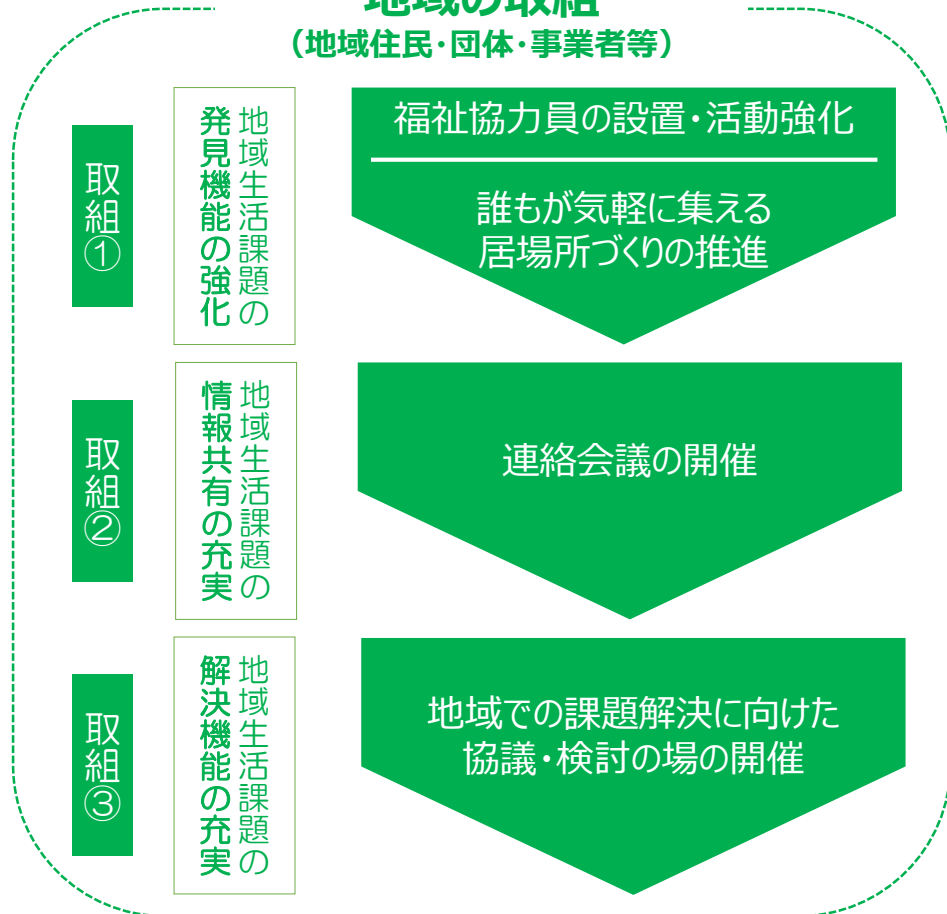 地域の取組
（地域住民・団体・事業者等）
取組①
地域生活課題の
発見機能の強化
福祉協力員の設置・活動強化
誰もが気軽に集える
居場所づくりの推進
取組②
地域生活課題の
情報共有の充実
連絡会議の開催
取組③
地域生活課題の
解決機能の充実
地域での課題解決に向けた
協議・検討の場の開催